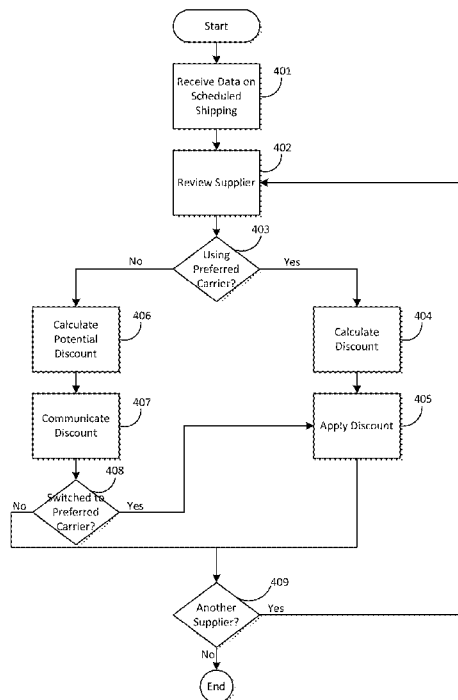 Start
401
Receive Data on
Scheduled
Shipping
402
Review Supplier
403
Using
Preferred
Carrier?
No
Yes
406
Calculate
Potential
Discount
404
Calculate
Discount
407
Communicate
Discount
405
Apply Discount
408
Switched to
Preferred
Carrier?
No
Yes
409
Another
Supplier?
Yes
No
End